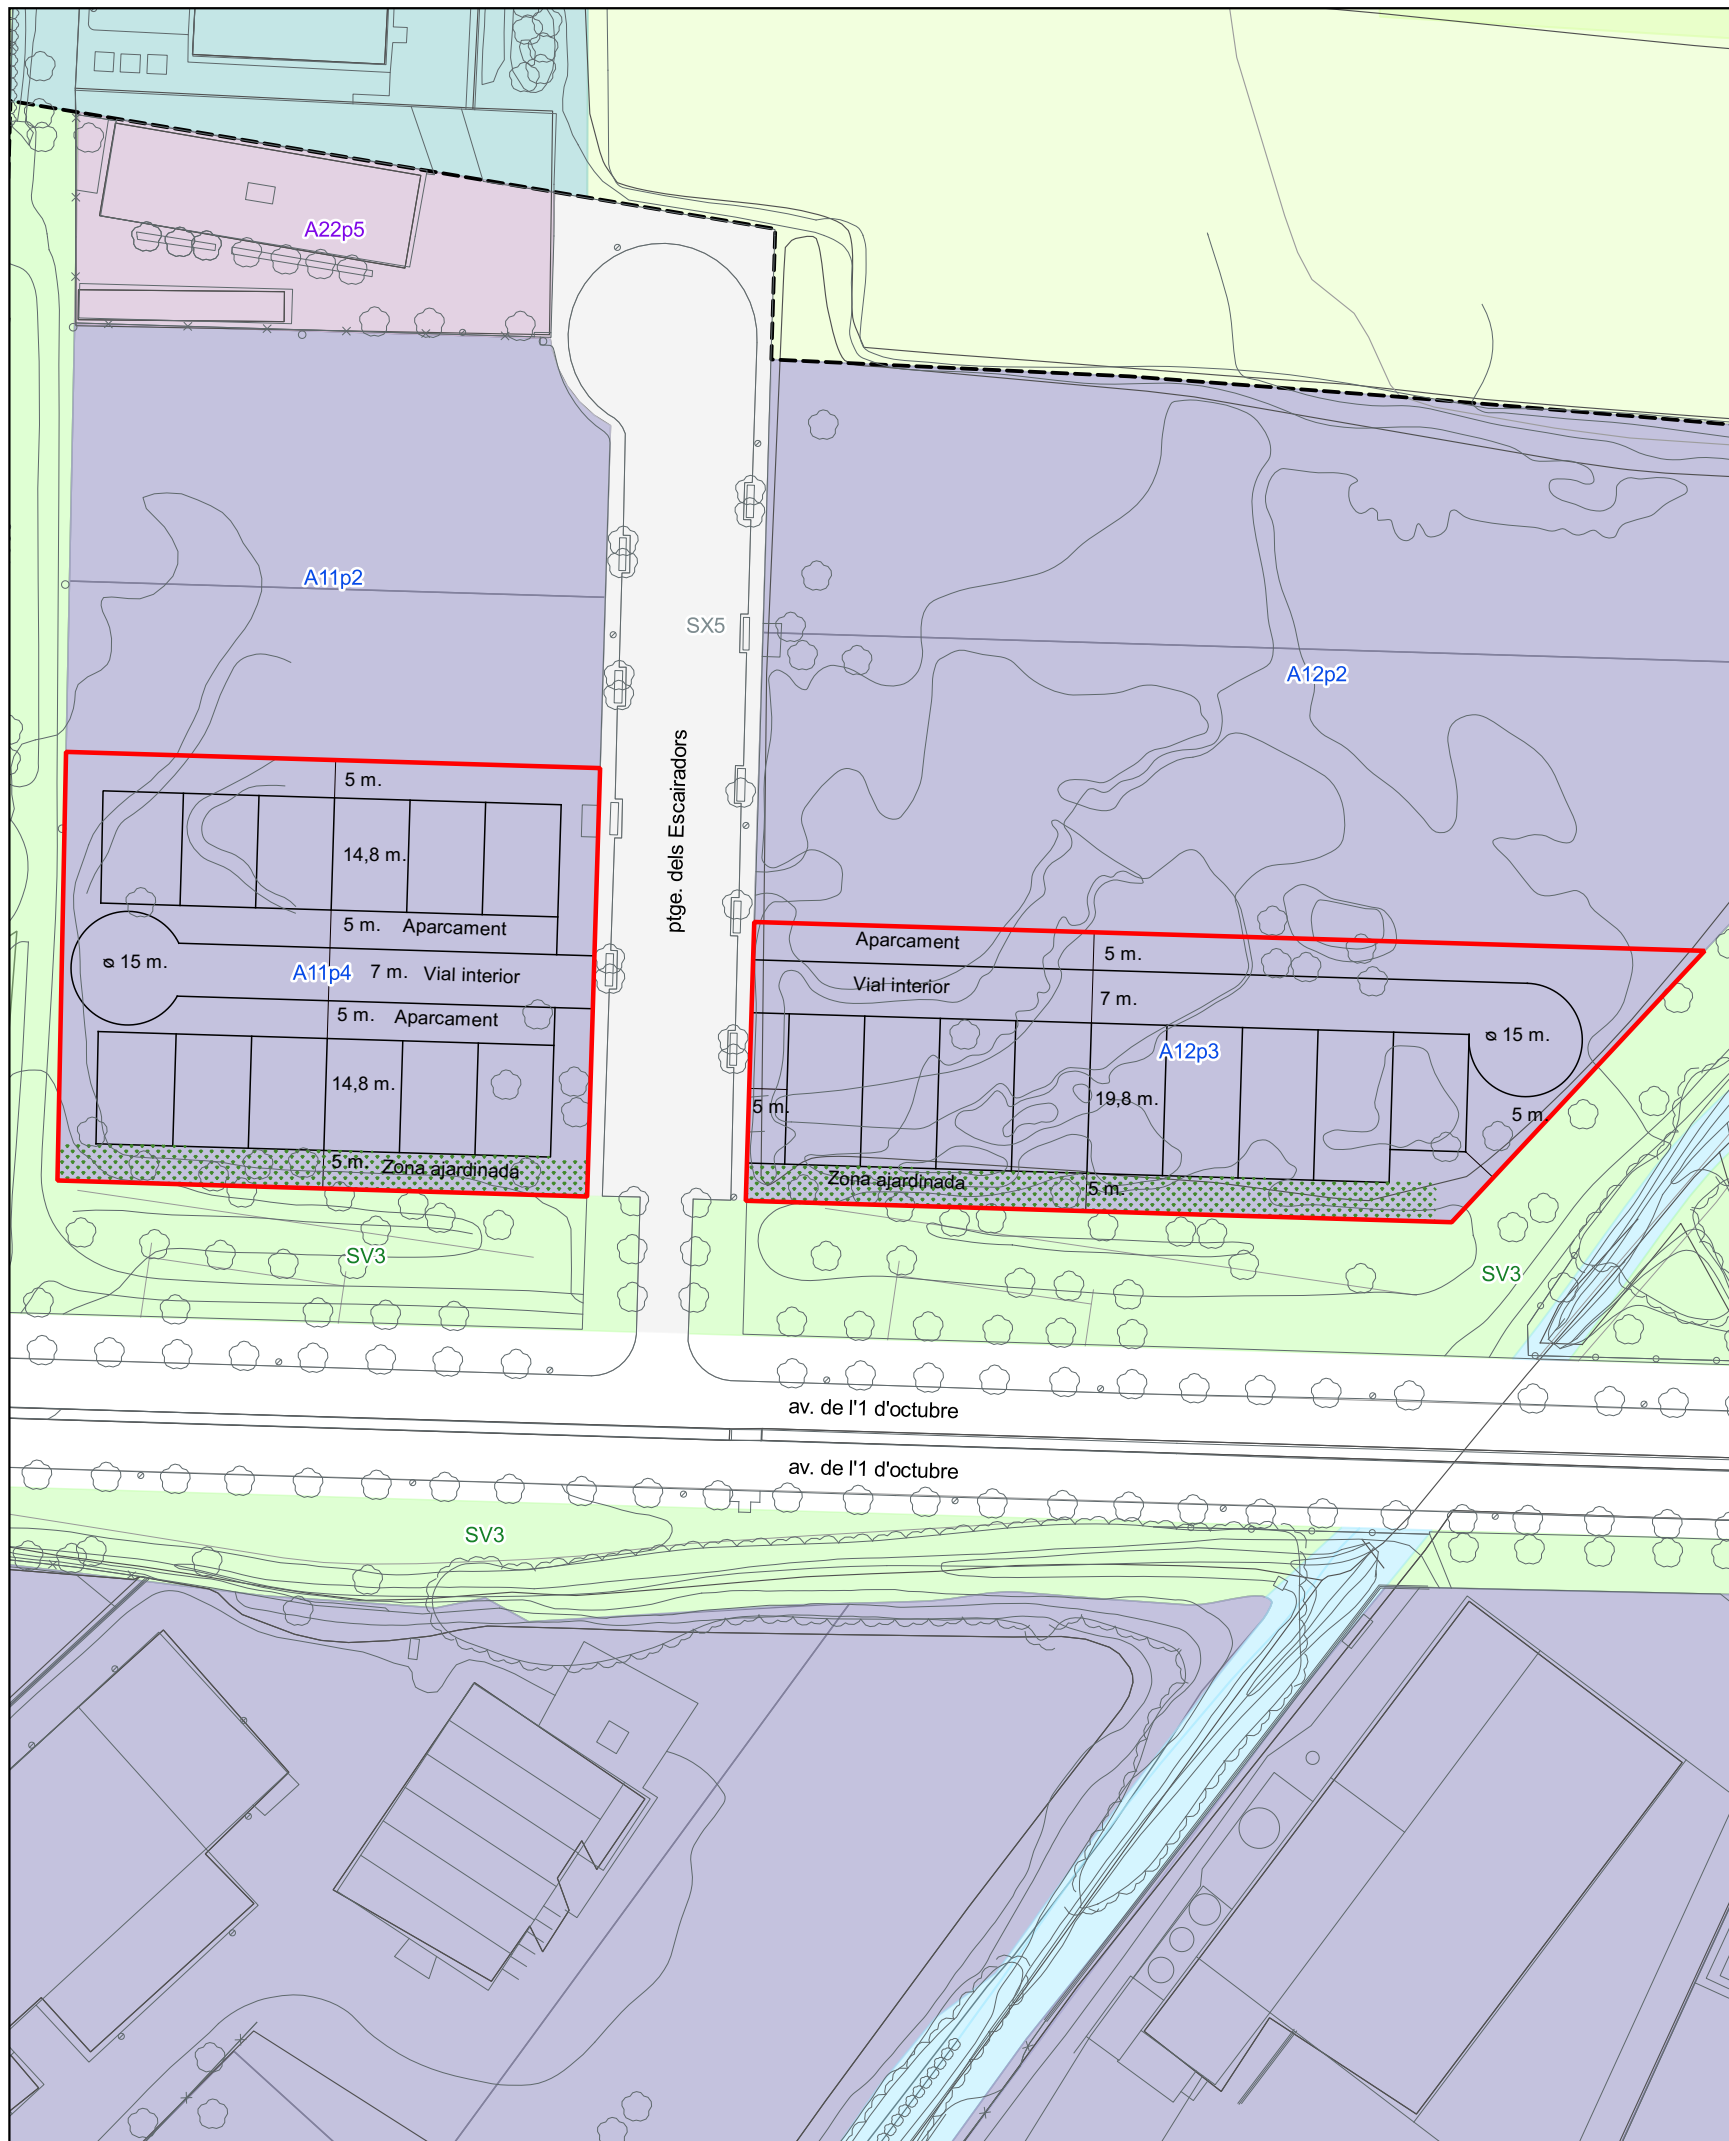 A22p5
A11p2
SX5
A12p2
ptge. dels Escairadors
5 m.
14,8 m.
5 m. Aparcament
ø 15 m.
A11p4
7 m. Vial interior
5 m. Aparcament
14,8 m.
5 m. Zona ajardinada
Aparcament
5 m.
Vial interior
7 m.
ø 15 m.
A12p3
5 m.
19,8 m.
5 m.
Zona ajardinada
5 m.
SV3
SV3
av. de l'1 d'octubre
av. de l'1 d'octubre
SV3